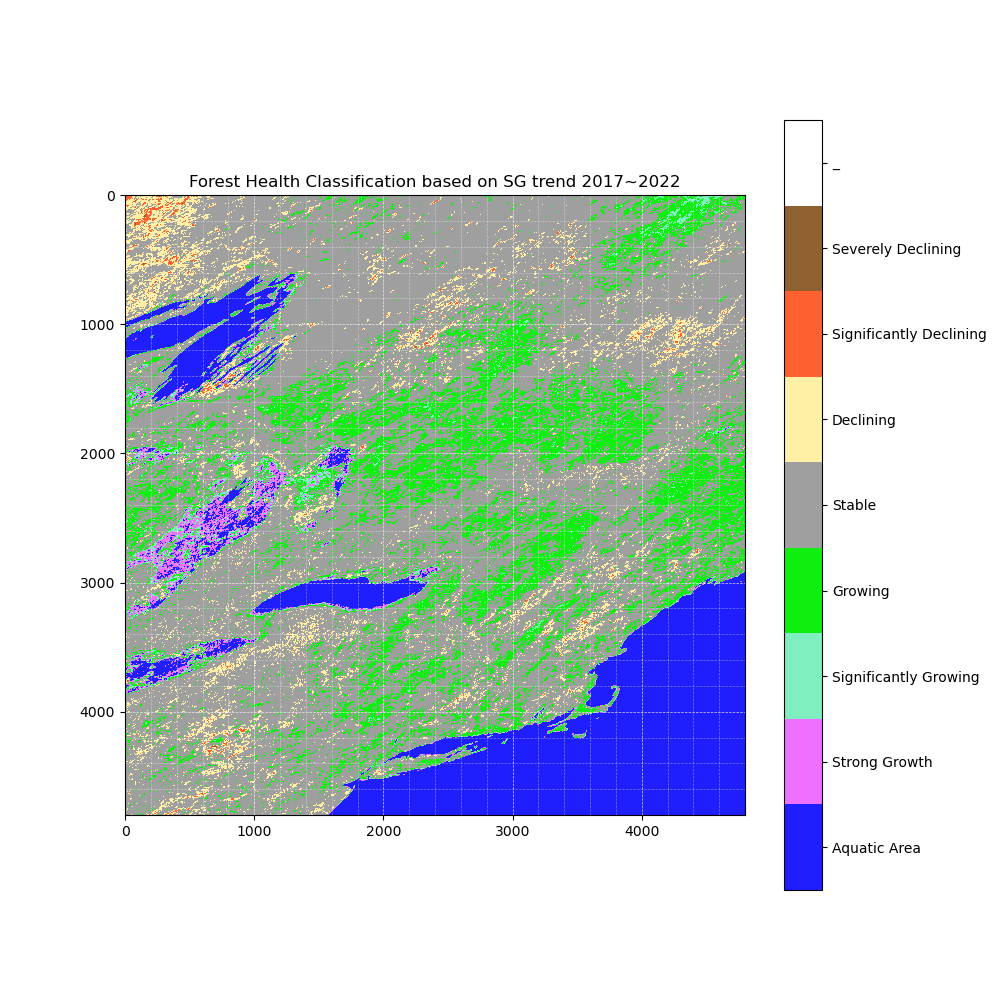 Forest Health Classification based on SG trend 2017~2022
0
1000
2000
3000
4000
0
1000
2000
3000
4000
_
Severely Declining
Significantly Declining
Declining
Stable
Growing
Significantly Growing
Strong Growth
Aquatic Area